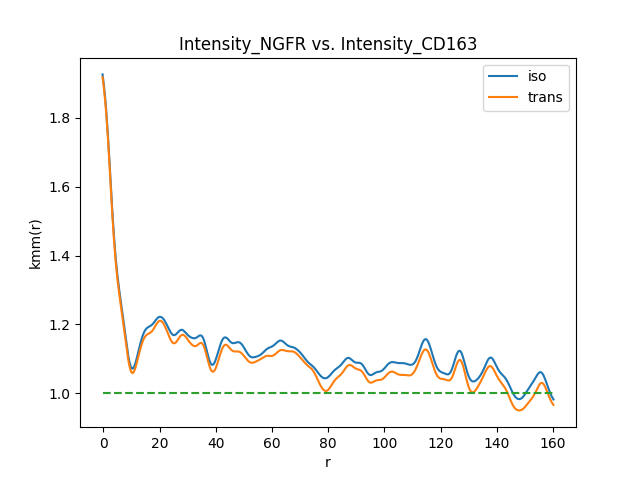 Intensity_NGFR vs. Intensity_CD163
iso
trans
kmm(r)
1.8
1.6
1.4
1.2
1.0
0 20 40 60 80 100 120 140 160
r